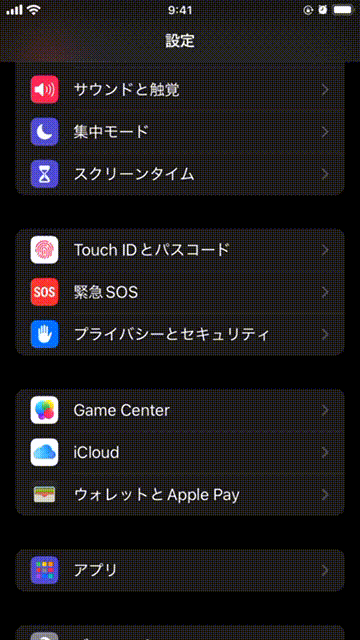 9:41
設定
サウンドと触覚
集中モード
スクリーンタイム
Touch IDとパスコード
SOS
緊急SOS
プライバシーとセキュリティ
Game Center
iCloud
ウォレットとApple Pay
アプリ